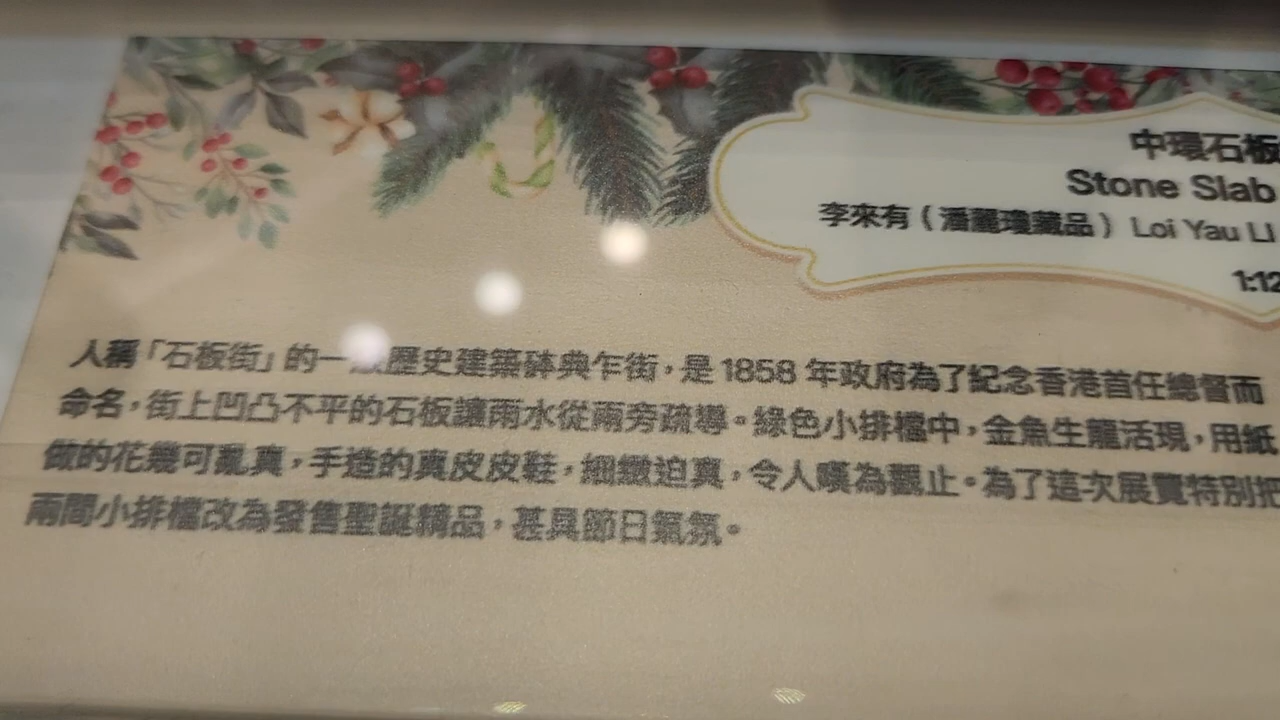 中環石板
Stone Slab
李來有（潘麗瓊藏品）Loi Yau LI
1:12
人稱「石板街」的一 歷史建築砵典乍街，是 1858 年政府為了紀念香港首任總督而
命名，街上凹凸不平的石板讓雨水從兩旁疏導。綠色小排檔中，金魚生龍活現，用紙
做的花幾可亂真，手造的真皮皮鞋，細緻迫真，令人嘆為觀止。為了這次展覽特別把
兩間小排檔改為發售聖誕精品，甚具節日氣氛。